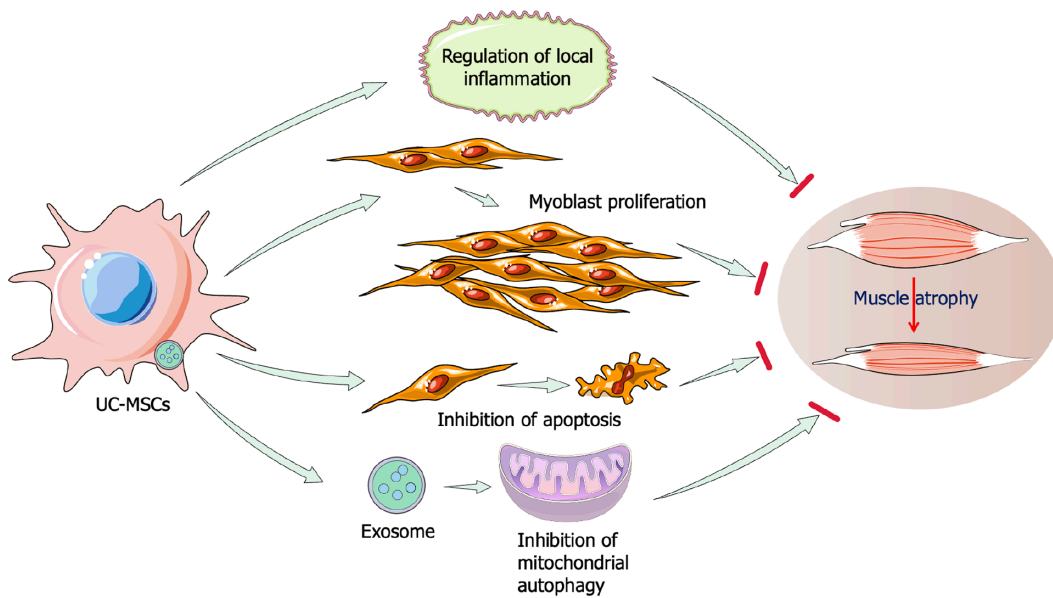 Regulation of local
inflammation
Myoblast proliferation
Muscle atrophy
UC-MSCs
Inhibition of apoptosis
Exosome
Inhibition of
mitochondrial
autophagy